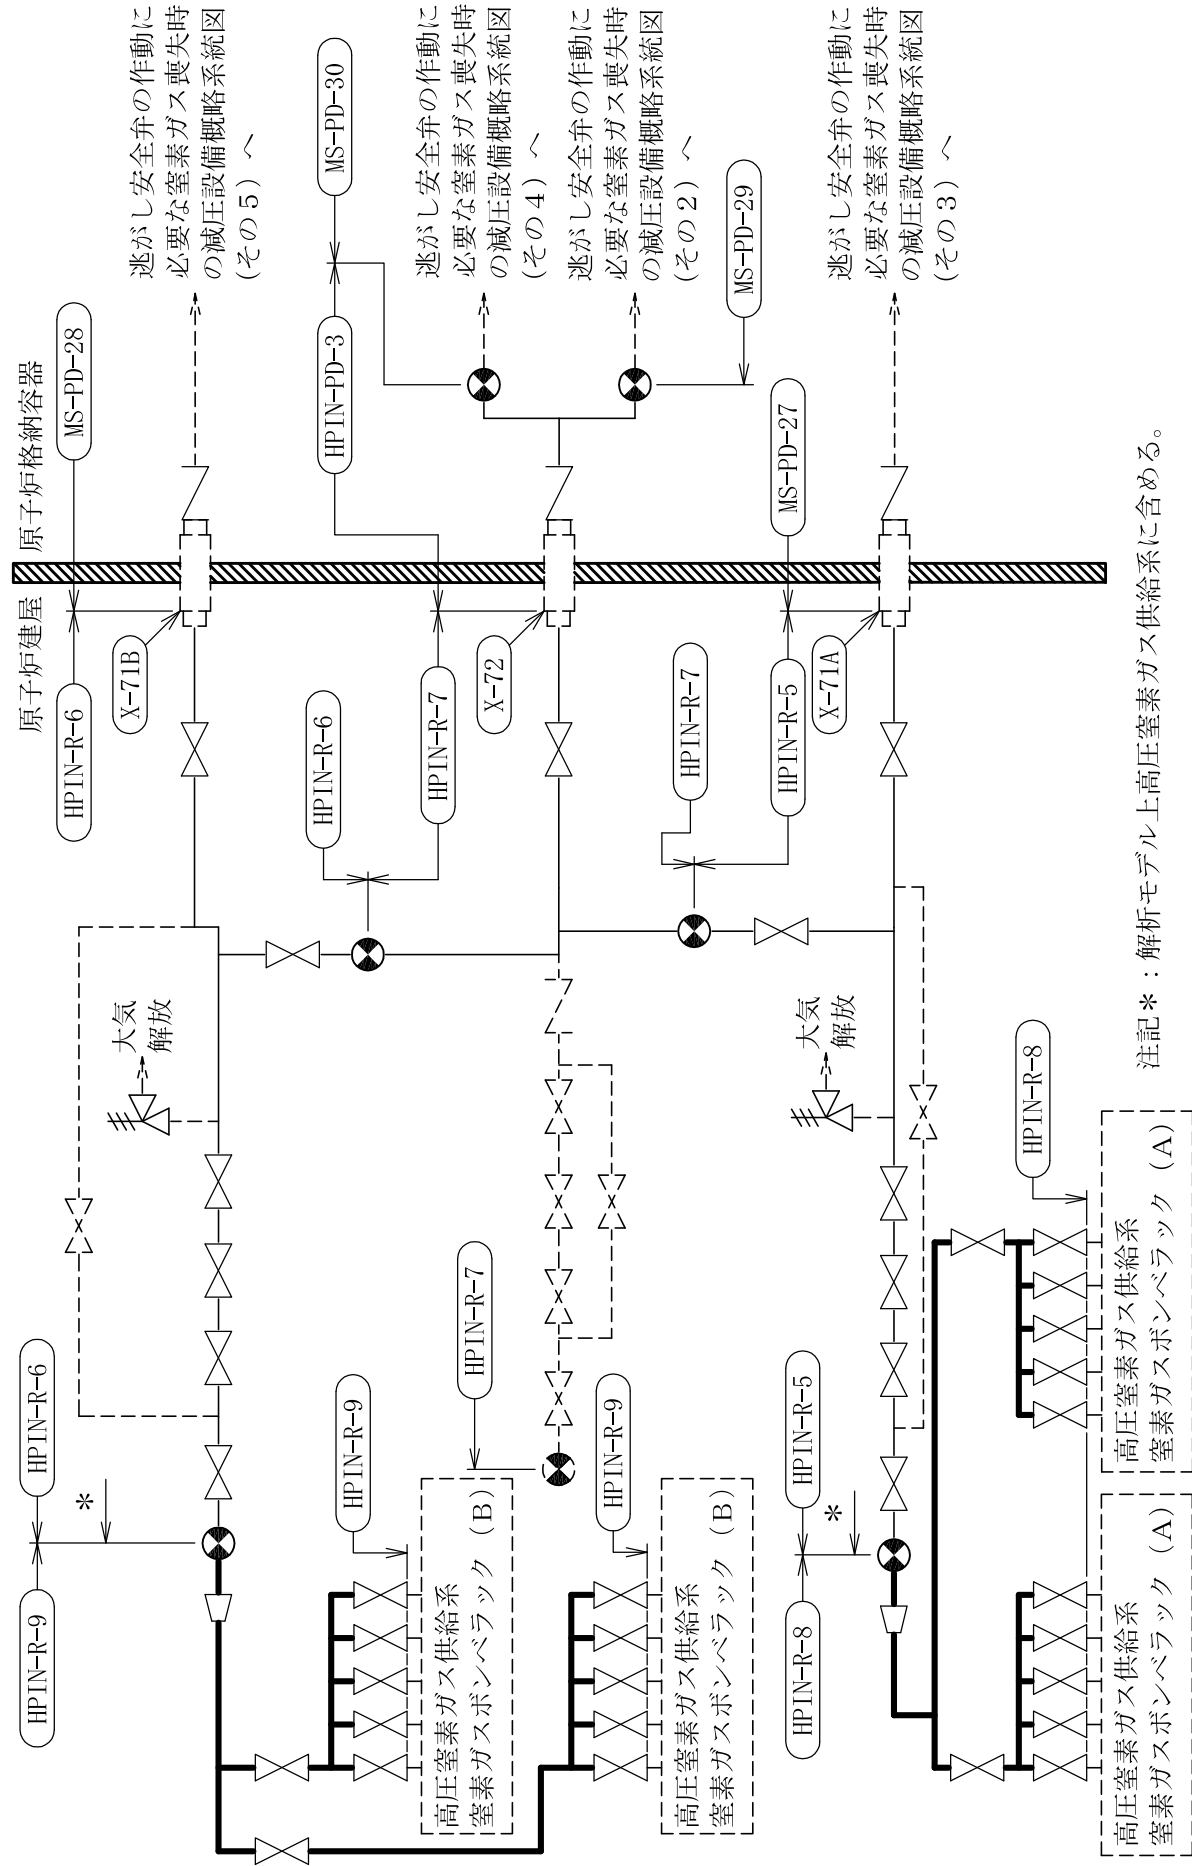 原子炉建屋
原子炉格納容器
HPIN-R-9
HPIN-R-6
*
大気
解放
HPIN-R-6
MS-PD-28
X-71B
逃がし安全弁の作動に
必要な窒素ガス喪失時
の減圧設備概略系統図
(その5) へ
HPIN-R-9
高圧窒素ガス供給系
窒素ガスボンベラック (B)
HPIN-R-7
HPIN-R-6
HPIN-R-7
HPIN-PD-3
MS-PD-30
X-72
逃がし安全弁の作動に
必要な窒素ガス喪失時
の減圧設備概略系統図
(その4) へ
逃がし安全弁の作動に
必要な窒素ガス喪失時
の減圧設備概略系統図
(その2) へ
MS-PD-29
HPIN-R-9
高圧窒素ガス供給系
窒素ガスボンベラック (B)
HPIN-R-7
HPIN-R-5
MS-PD-27
X-71A
HPIN-R-8
HPIN-R-5
*
大気
解放
逃がし安全弁の作動に
必要な窒素ガス喪失時
の減圧設備概略系統図
(その3) へ
HPIN-R-8
高圧窒素ガス供給系
窒素ガスボンベラック (A)
高圧窒素ガス供給系
窒素ガスボンベラック (A)
注記*:解析モデル上高圧窒素ガス供給系に含める。